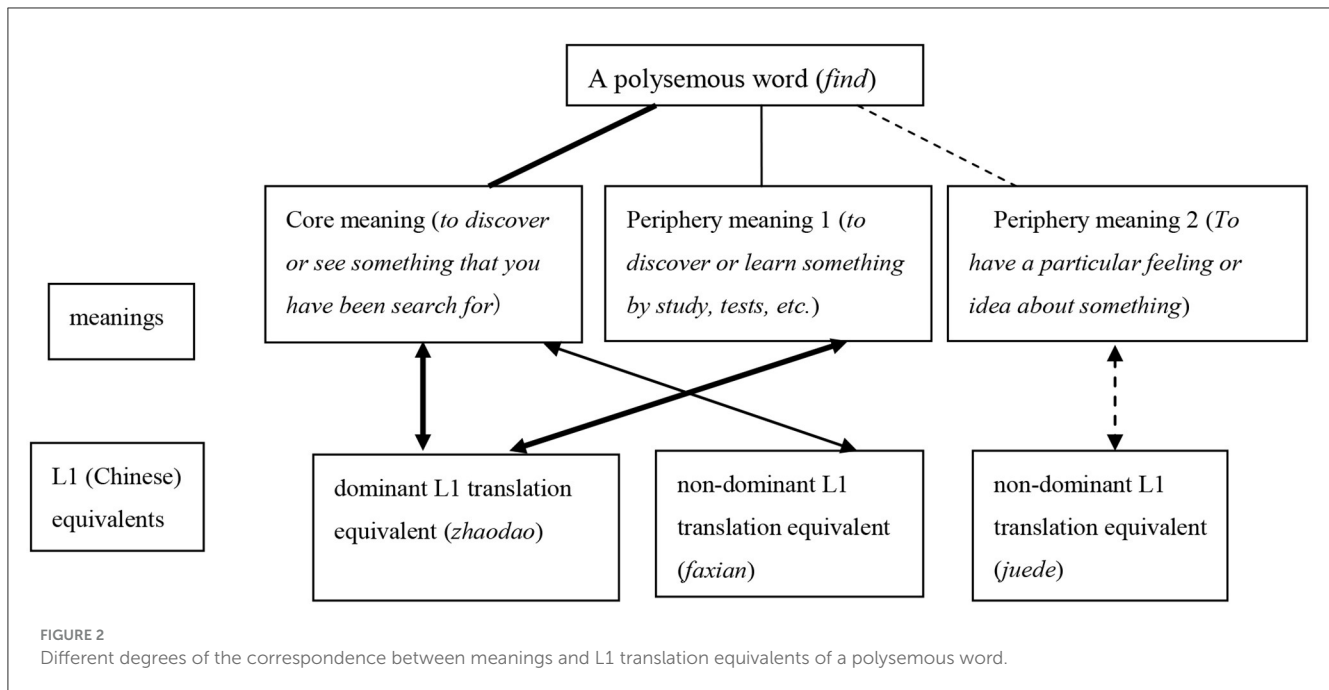 A polysemous word (find)
Core meaning (to discover
or see something that you
have been search for)
Periphery meaning 1 (to
discover or learn something
by study, tests, etc.)
Periphery meaning 2 (To
have a particular feeling or
idea about something)
meanings
L1 (Chinese)
equivalents
dominant L1 translation
equivalent (zhaodao)
non-dominant L1
translation equivalent
(faxian)
non-dominant L1
translation equivalent
(juede)
FIGURE 2
Different degrees of the correspondence between meanings and L1 translation equivalents of a polysemous word.